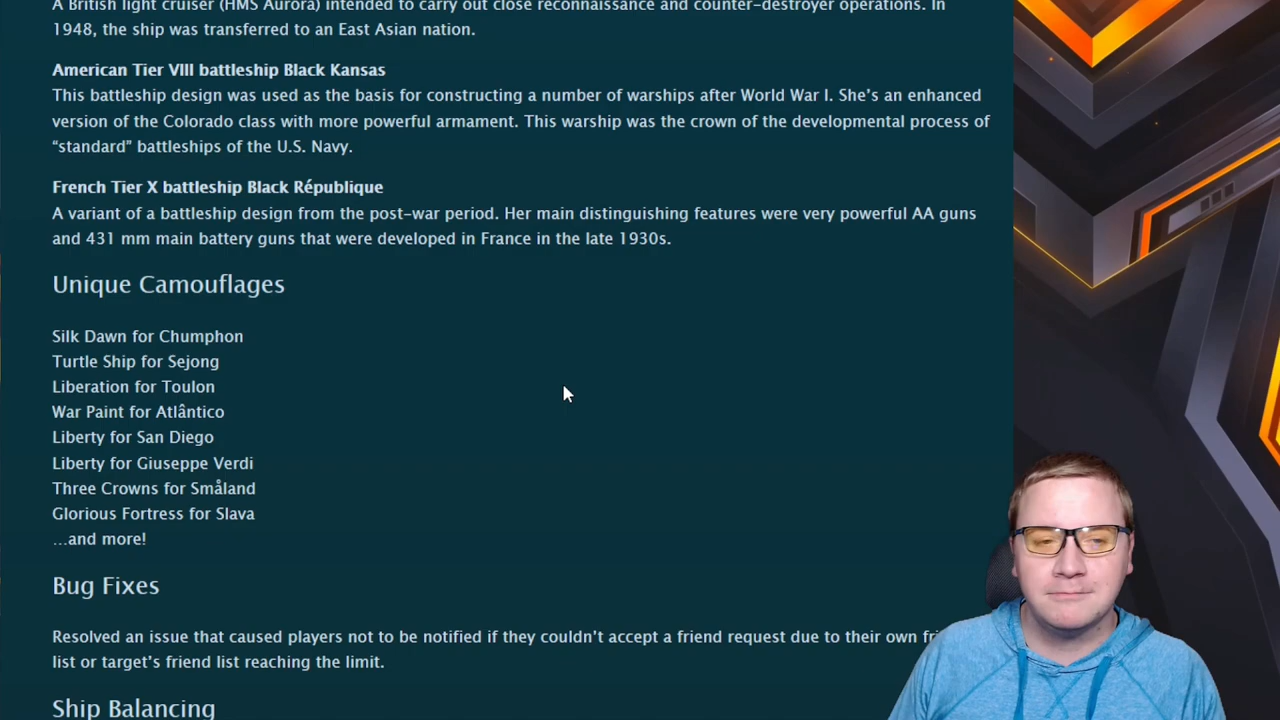 A British light cruiser (HMS Aurora) intended to carry out close reconnaissance and counter-destroyer operations. In
1948, the ship was transferred to an East Asian nation.
American Tier VIII battleship Black Kansas
This battleship design was used as the basis for constructing a number of warships after World War I. She's an enhanced
version of the Colorado class with more powerful armament. This warship was the crown of the developmental process of
“standard” battleships of the U.S. Navy.
French Tier X battleship Black République
A variant of a battleship design from the post-war period. Her main distinguishing features were very powerful AA guns
and 431 mm main battery guns that were developed in France in the late 1930s.
Unique Camouflages
Silk Dawn for Chumphon
Turtle Ship for Sejong
Liberation for Toulon
War Paint for Atlântico
Liberty for San Diego
Liberty for Giuseppe Verdi
Three Crowns for Småland
Glorious Fortress for Slava
...and more!
Bug Fixes
Resolved an issue that caused players not to be notified if they couldn't accept a friend request due to their own
list or target's friend list reaching the limit.
Ship Balancing